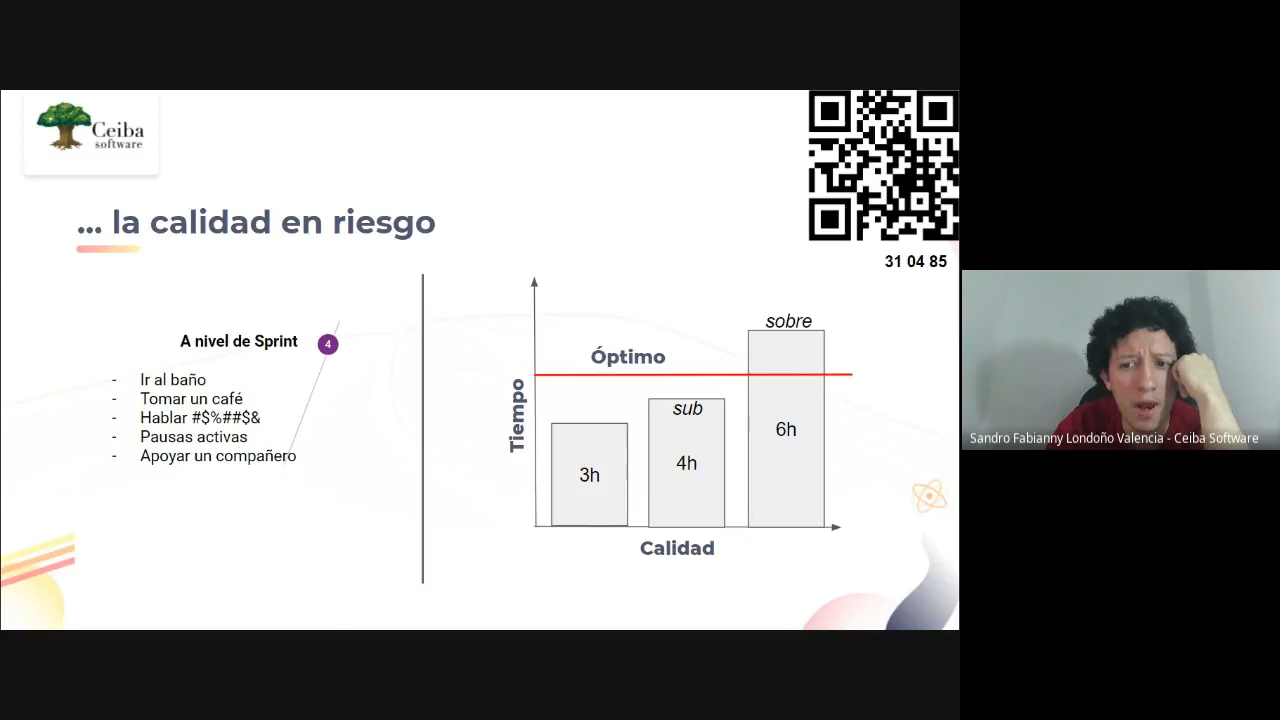 Ceiba
software
... la calidad en riesgo
31 04 85
A nivel de Sprint
4
- Ir al baño
- Tomar un café
- Hablar #$%##$&
- Pausas activas
- Apoyar un compañero
Tiempo
Óptimo
3h
sub
4h
sobre
6h
Calidad
Sandro Fabianny Londoño Valencia - Ceiba Software